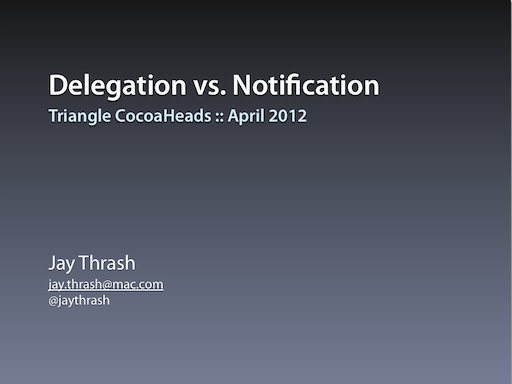 Delegation vs. Notification
Triangle CocoaHeads :: April 2012
Jay Thrash
jay.thrash@mac.com
@jaythrash